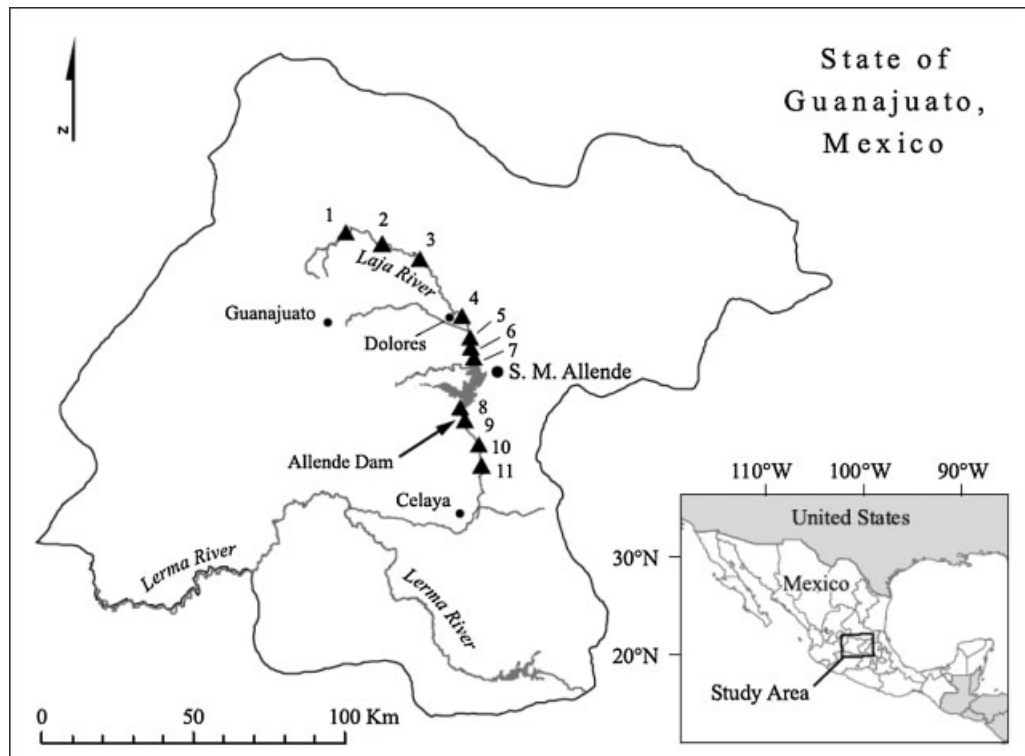 State of
Guanajuato,
Mexico
N
1
2
3
Laja River
4
5
6
7
Guanajuato
Dolores
S. M. Allende
8
9
10
11
Allende Dam
Celaya
Lerma River
Lerma River
0 50 100 Km
110°W 100°W 90°W
United States
30°N
Mexico
20°N
Study Area